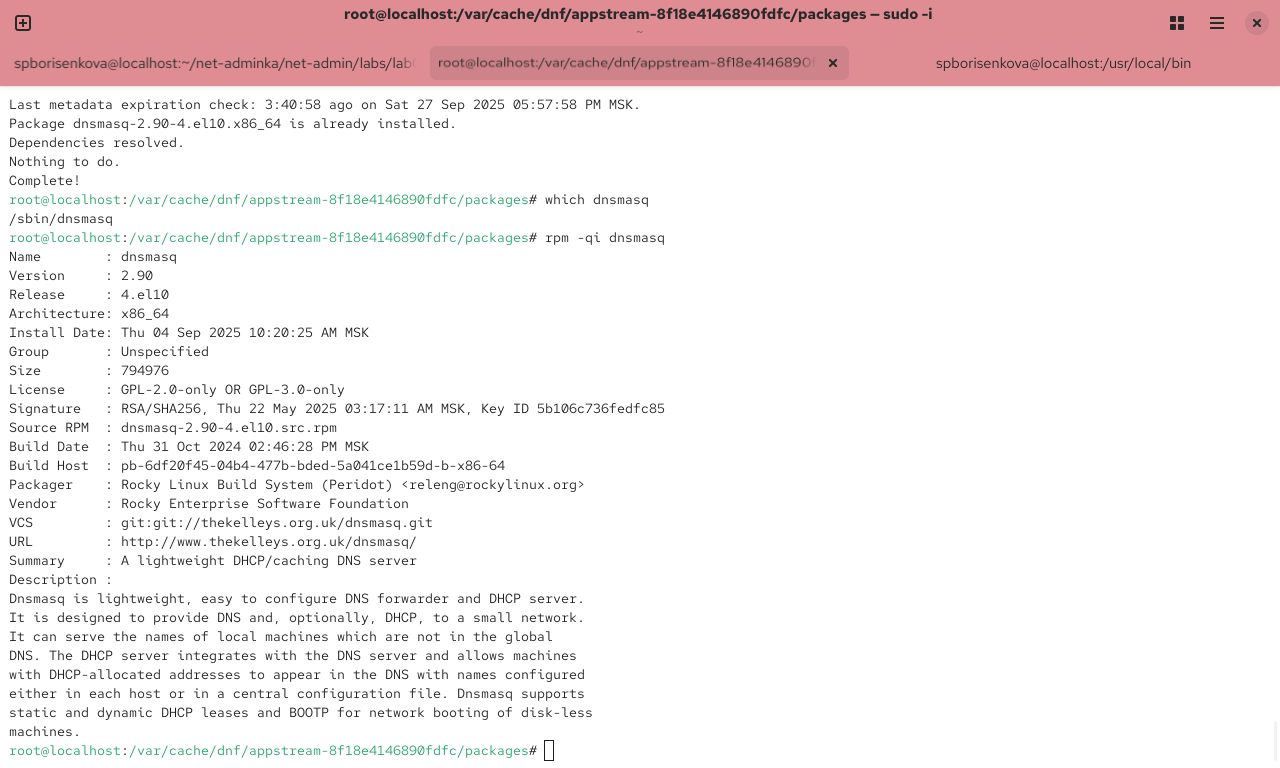 root@localhost:/var/cache/dnf/appstream-8f18e4146890fdfc/packages — sudo -i
~
spborisenkova@localhost:~/net-adminka/net-admin/labs/lab
root@localhost:/var/cache/dnf/appstream-8f18e4146890f
spborisenkova@localhost:/usr/local/bin
Last metadata expiration check: 3:40:58 ago on Sat 27 Sep 2025 05:57:58 PM MSK.
Package dnsmasq-2.90-4.el10.x86_64 is already installed.
Dependencies resolved.
Nothing to do.
Complete!
root@localhost:/var/cache/dnf/appstream-8f18e4146890fdfc/packages# which dnsmasq
/sbin/dnsmasq
root@localhost:/var/cache/dnf/appstream-8f18e4146890fdfc/packages# rpm -qi dnsmasq
Name        : dnsmasq
Version     : 2.90
Release     : 4.el10
Architecture: x86_64
Install Date: Thu 04 Sep 2025 10:20:25 AM MSK
Group       : Unspecified
Size        : 794976
License     : GPL-2.0-only OR GPL-3.0-only
Signature   : RSA/SHA256, Thu 22 May 2025 03:17:11 AM MSK, Key ID 5b106c736fedfc85
Source RPM  : dnsmasq-2.90-4.el10.src.rpm
Build Date  : Thu 31 Oct 2024 02:46:28 PM MSK
Build Host  : pb-6df20f45-04b4-477b-bded-5a041ce1b59d-b-x86-64
Packager    : Rocky Linux Build System (Peridot) <releng@rockylinux.org>
Vendor      : Rocky Enterprise Software Foundation
VCS         : git:git://thekelleys.org.uk/dnsmasq.git
URL         : http://www.thekelleys.org.uk/dnsmasq/
Summary     : A lightweight DHCP/caching DNS server
Description :
Dnsmasq is lightweight, easy to configure DNS forwarder and DHCP server.
It is designed to provide DNS and, optionally, DHCP, to a small network.
It can serve the names of local machines which are not in the global
DNS. The DHCP server integrates with the DNS server and allows machines
with DHCP-allocated addresses to appear in the DNS with names configured
either in each host or in a central configuration file. Dnsmasq supports
static and dynamic DHCP leases and BOOTP for network booting of disk-less
machines.
root@localhost:/var/cache/dnf/appstream-8f18e4146890fdfc/packages#